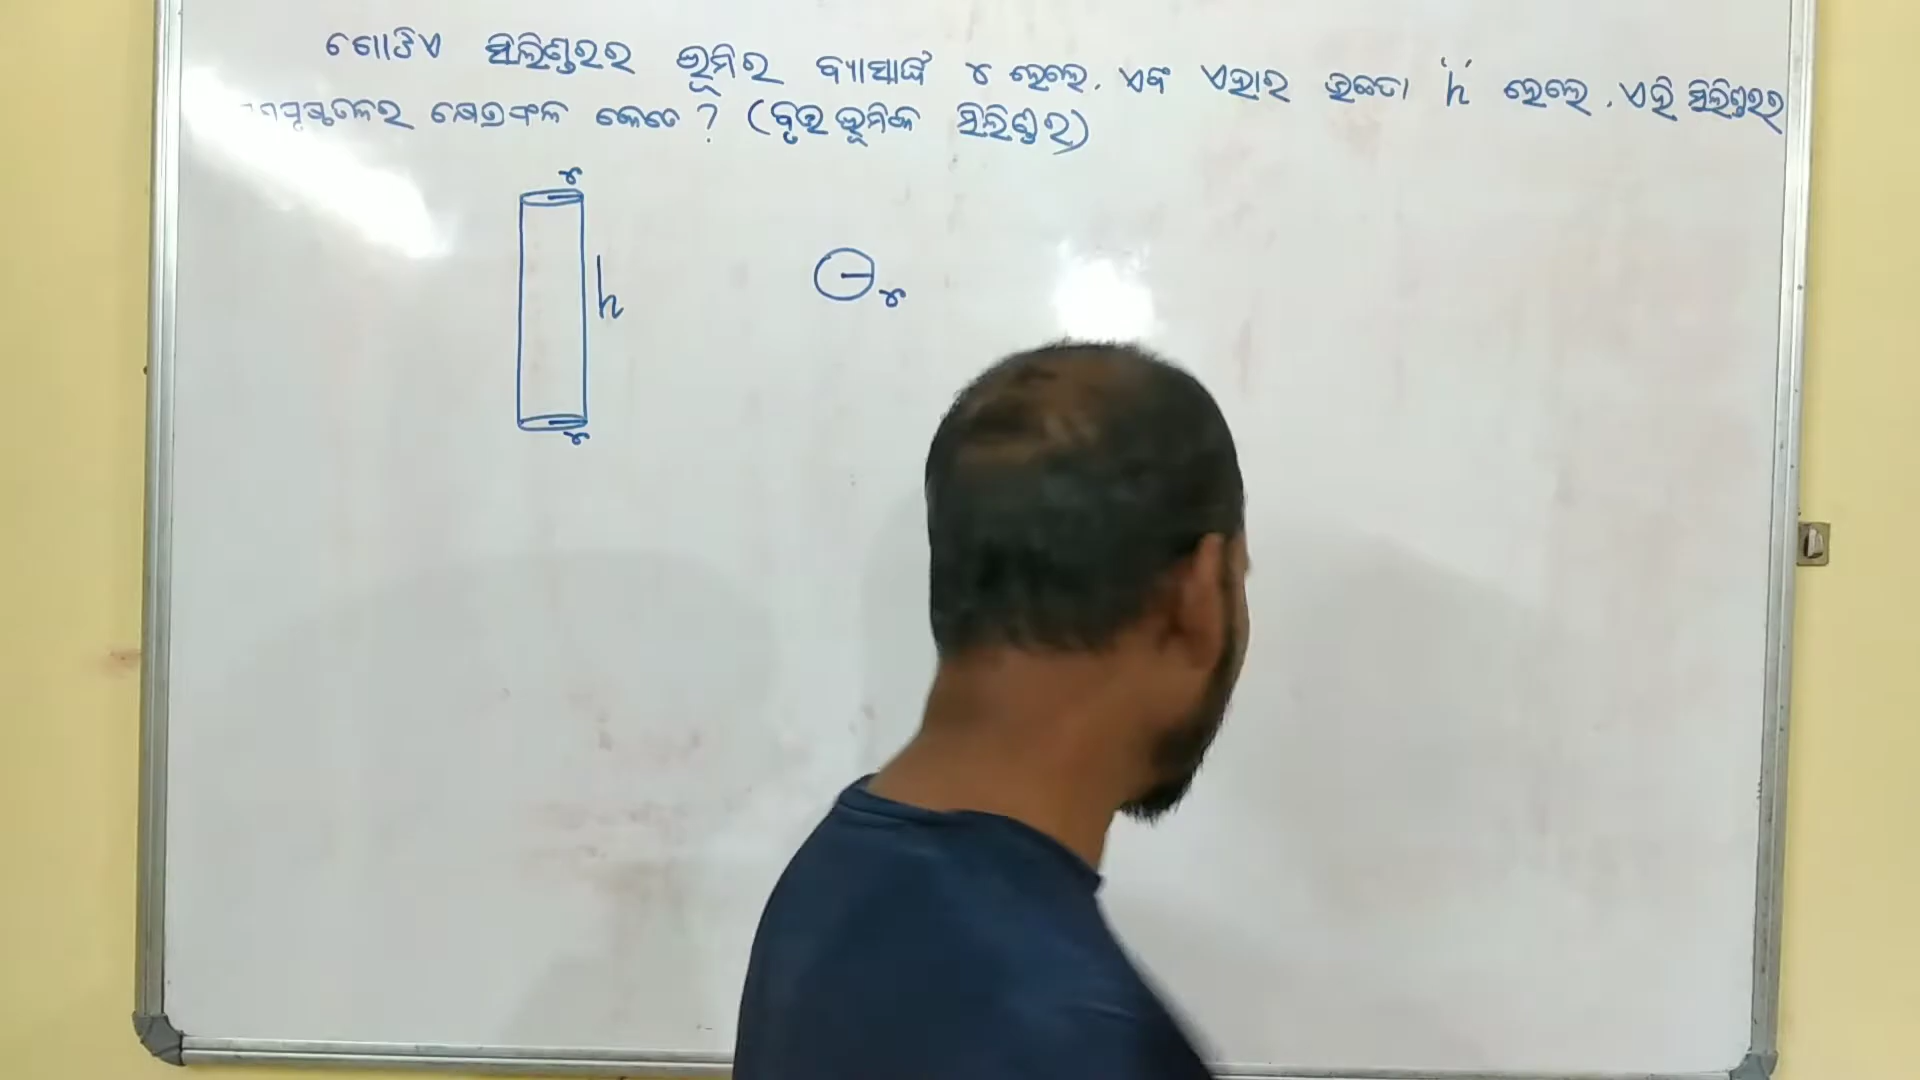 ଗୋଟିଏ ସିଲିଣ୍ଡରର ଭୂମିର ବ୍ୟାସାର୍ଦ୍ଧ r ହେଲେ, ଏବଂ ଏହାର ଉଚ୍ଚତା 'h' ହେଲେ, ଏହି ସିଲିଣ୍ଡରର
ପୃଷ୍ଠତଳର କ୍ଷେତ୍ରଫଳ କେତେ ? (ବୃତ୍ତ ଭୂମିକ ସିଲିଣ୍ଡର)
r
h
r
r